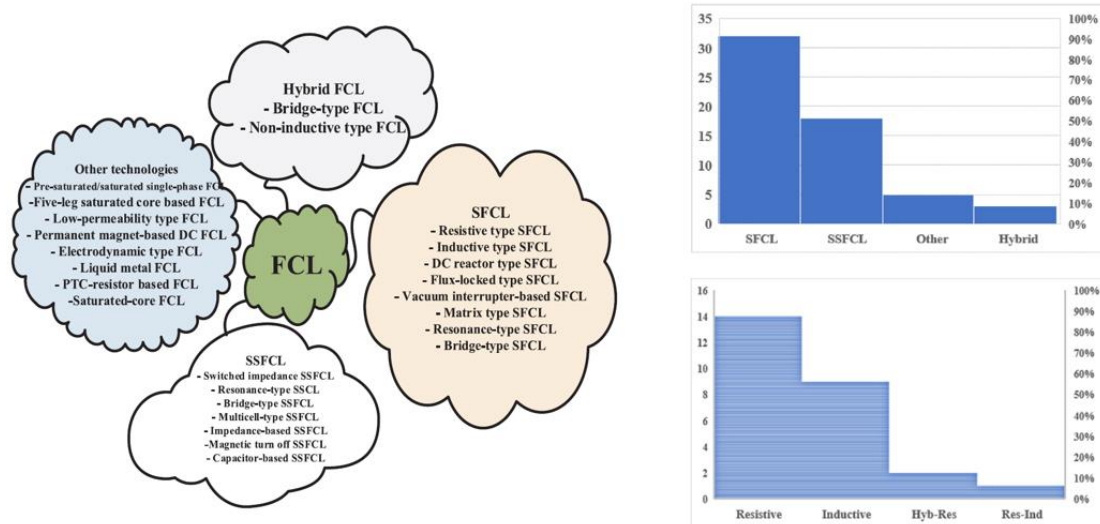 Hybrid FCL
- Bridge-type FCL
- Non-inductive type FCL
Other technologies
- Pre-saturated/saturated single-phase FCL
-Five-leg saturated core based FCL
- Low-permeability type FCL
- Permanent magnet-based DC FCL
- Electrodynamic type FCL
- Liquid metal FCL
- PTC-resistor based FCL
-Saturated-core FCL
FCL
SFCL
- Resistive type SFCL
- Inductive type SFCL
- DC reactor type SFCL
- Flux-locked type SFCL
- Vacuum interrupter-based SFCL
- Matrix type SFCL
- Resonance-type SFCL
- Bridge-type SFCL
SSFCL
- Switched impedance SSFCL
- Resonance-type SSCL
- Bridge-type SSFCL
- Multicell-type SSFCL
- Impedance-based SSFCL
-Magnetic turn off SSFCL
- Capacitor-based SSFCL
35
30
25
20
15
10
5
0
100%
90%
80%
70%
60%
50%
40%
30%
20%
10%
0%
SFCL SSFCL Other Hybrid
16
14
12
10
8
6
4
2
0
100%
90%
80%
70%
60%
50%
40%
30%
20%
10%
0%
Resistive Inductive Hyb-Res Res-Ind